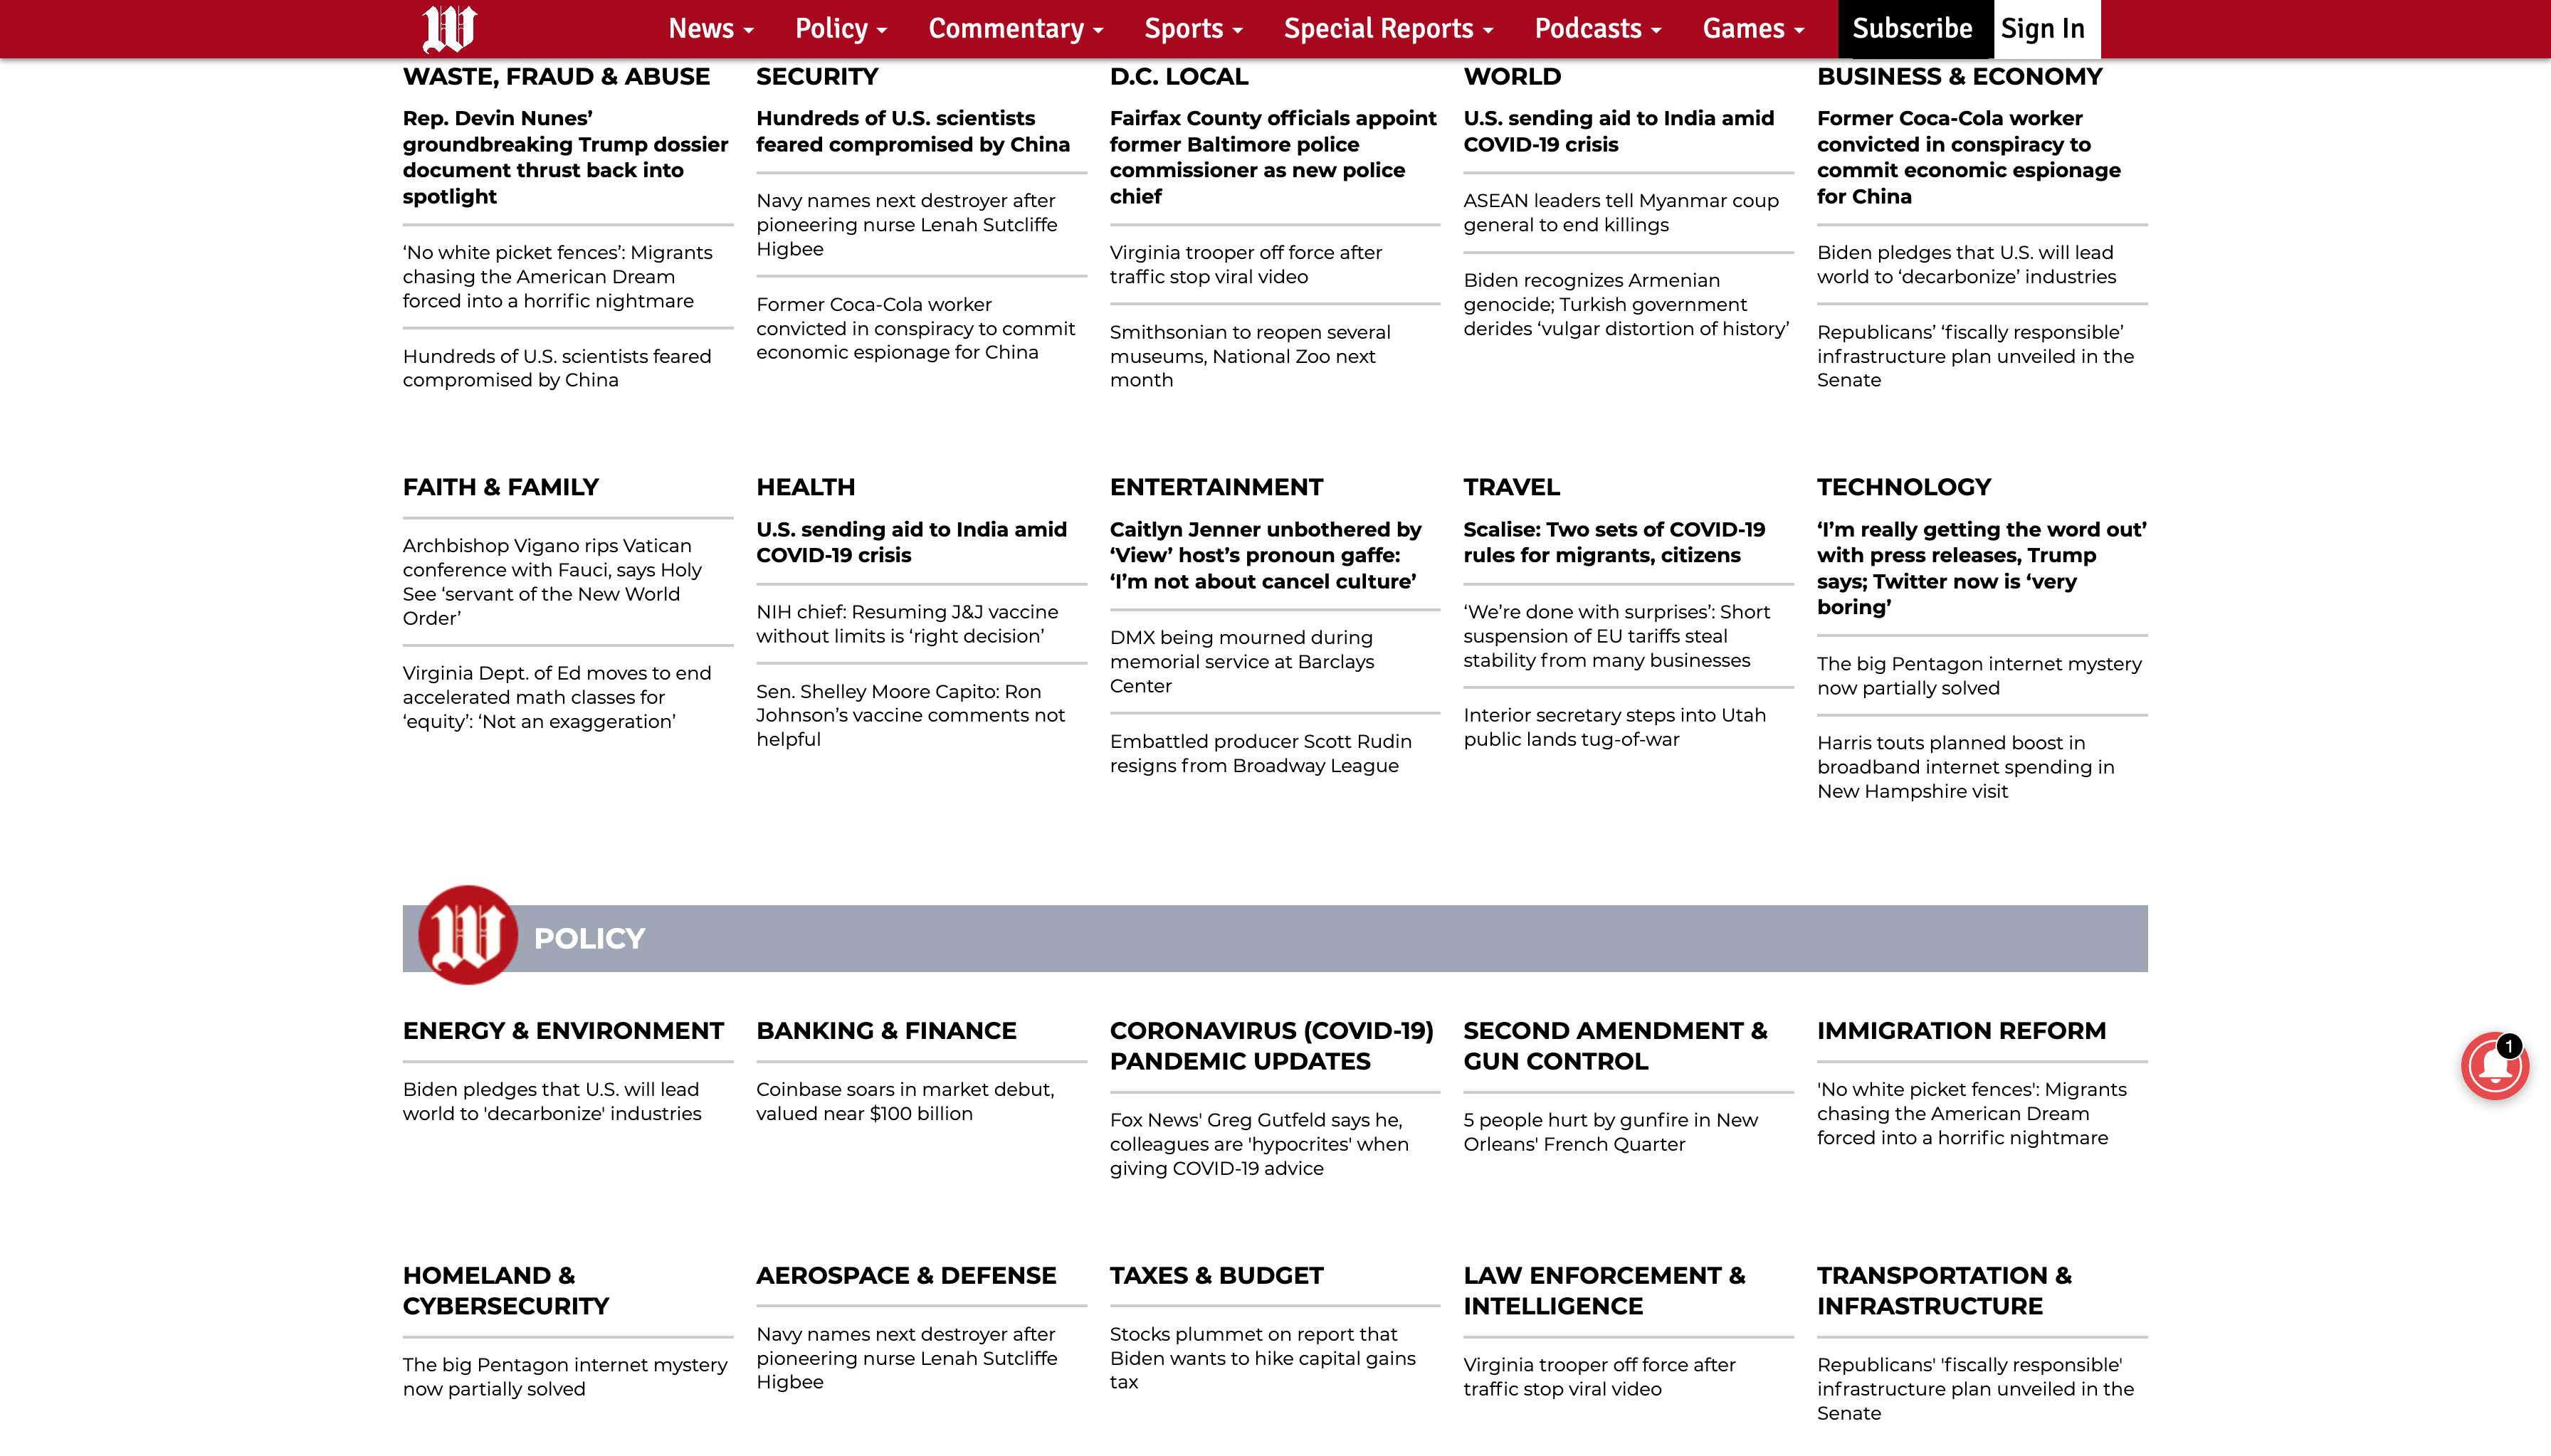 W
News
Policy
Commentary
Sports
Special Reports
Podcasts
Games
Subscribe
Sign In
WASTE, FRAUD & ABUSE
Rep. Devin Nunes’
groundbreaking Trump dossier
document thrust back into
spotlight
‘No white picket fences’: Migrants
chasing the American Dream
forced into a horrific nightmare
Hundreds of U.S. scientists feared
compromised by China
SECURITY
Hundreds of U.S. scientists
feared compromised by China
Navy names next destroyer after
pioneering nurse Lenah Sutcliffe
Higbee
Former Coca-Cola worker
convicted in conspiracy to commit
economic espionage for China
D.C. LOCAL
Fairfax County officials appoint
former Baltimore police
commissioner as new police
chief
Virginia trooper off force after
traffic stop viral video
Smithsonian to reopen several
museums, National Zoo next
month
WORLD
U.S. sending aid to India amid
COVID-19 crisis
ASEAN leaders tell Myanmar coup
general to end killings
Biden recognizes Armenian
genocide; Turkish government
derides ‘vulgar distortion of history’
BUSINESS & ECONOMY
Former Coca-Cola worker
convicted in conspiracy to
commit economic espionage
for China
Biden pledges that U.S. will lead
world to ‘decarbonize’ industries
Republicans’ ‘fiscally responsible’
infrastructure plan unveiled in the
Senate
FAITH & FAMILY
Archbishop Vigano rips Vatican
conference with Fauci, says Holy
See ‘servant of the New World
Order’
Virginia Dept. of Ed moves to end
accelerated math classes for
‘equity’: ‘Not an exaggeration’
HEALTH
U.S. sending aid to India amid
COVID-19 crisis
NIH chief: Resuming J&J vaccine
without limits is ‘right decision’
Sen. Shelley Moore Capito: Ron
Johnson’s vaccine comments not
helpful
ENTERTAINMENT
Caitlyn Jenner unbothered by
‘View’ host’s pronoun gaffe:
‘I’m not about cancel culture’
DMX being mourned during
memorial service at Barclays
Center
Embattled producer Scott Rudin
resigns from Broadway League
TRAVEL
Scalise: Two sets of COVID-19
rules for migrants, citizens
‘We’re done with surprises’: Short
suspension of EU tariffs steal
stability from many businesses
Interior secretary steps into Utah
public lands tug-of-war
TECHNOLOGY
‘I’m really getting the word out’
with press releases, Trump
says; Twitter now is ‘very
boring’
The big Pentagon internet mystery
now partially solved
Harris touts planned boost in
broadband internet spending in
New Hampshire visit
W
POLICY
ENERGY & ENVIRONMENT
Biden pledges that U.S. will lead
world to 'decarbonize' industries
BANKING & FINANCE
Coinbase soars in market debut,
valued near $100 billion
CORONAVIRUS (COVID-19)
PANDEMIC UPDATES
Fox News' Greg Gutfeld says he,
colleagues are 'hypocrites' when
giving COVID-19 advice
SECOND AMENDMENT &
GUN CONTROL
5 people hurt by gunfire in New
Orleans' French Quarter
IMMIGRATION REFORM
'No white picket fences': Migrants
chasing the American Dream
forced into a horrific nightmare
1
HOMELAND &
CYBERSECURITY
The big Pentagon internet mystery
now partially solved
AEROSPACE & DEFENSE
Navy names next destroyer after
pioneering nurse Lenah Sutcliffe
Higbee
TAXES & BUDGET
Stocks plummet on report that
Biden wants to hike capital gains
tax
LAW ENFORCEMENT &
INTELLIGENCE
Virginia trooper off force after
traffic stop viral video
TRANSPORTATION &
INFRASTRUCTURE
Republicans' 'fiscally responsible'
infrastructure plan unveiled in the
Senate